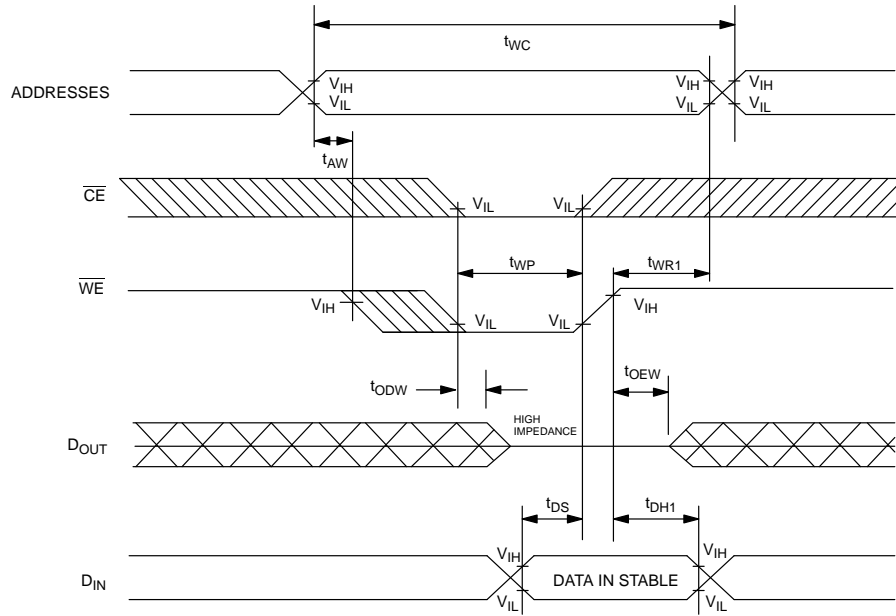 tWC
ADDRESSES
VIH
VIL
VIH
VIL
VIH
VIL
tAW
CE
VIL
VIL
tWP
tWR1
WE
VIH
VIL
VIL
VIH
tODW
tOEW
HIGH
IMPEDANCE
DOUT
tDS
tDH1
VIH
VIH
DIN
DATA IN STABLE
VIL
VIL